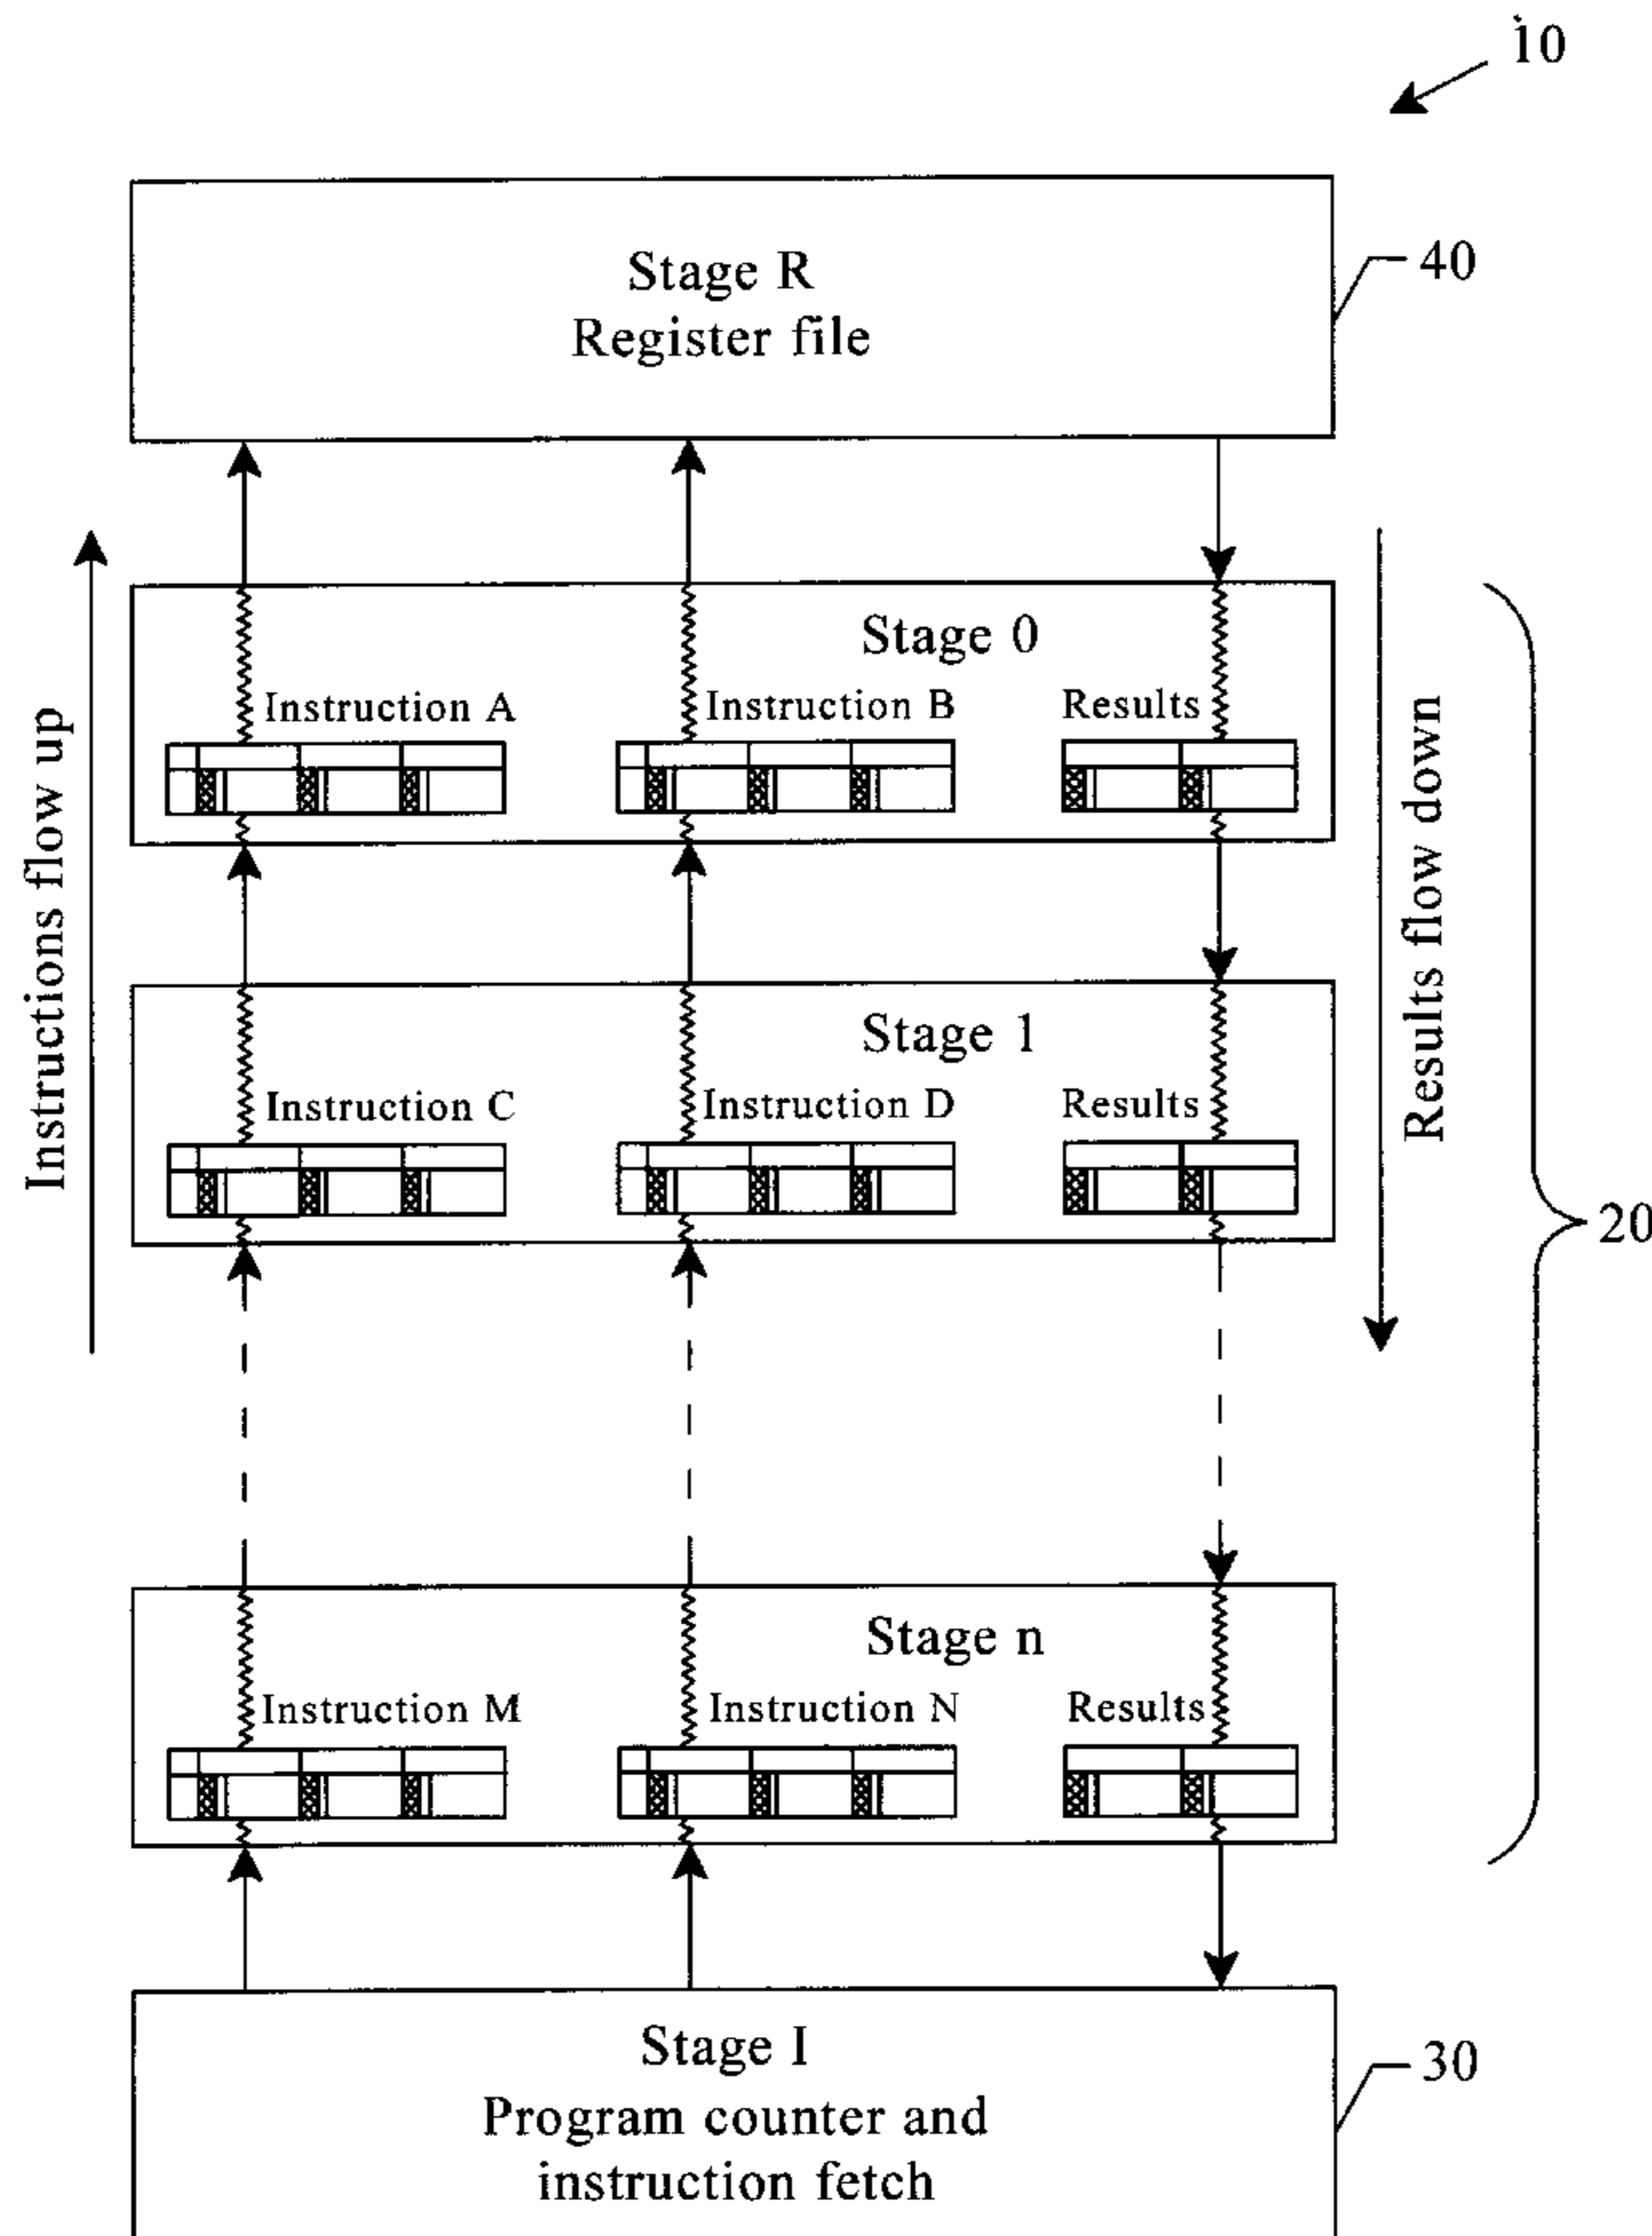 10
Stage R
Register file
40
Instructions flow up
Results flow down
Stage 0
Instruction A
Instruction B
Results
Stage 1
Instruction C
Instruction D
Results
20
Stage n
Instruction M
Instruction N
Results
Stage I
Program counter and
instruction fetch
30